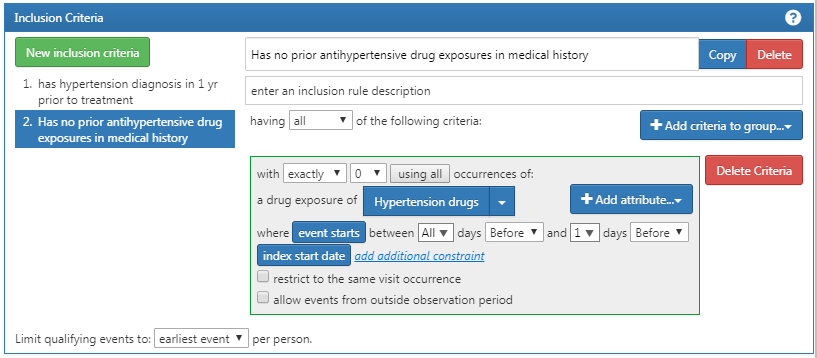 Inclusion Criteria
?
New inclusion criteria
1. has hypertension diagnosis in 1 yr
prior to treatment
2. Has no prior antihypertensive drug
exposures in medical history
Has no prior antihypertensive drug exposures in medical history
Copy
Delete
enter an inclusion rule description
having all of the following criteria:
Add criteria to group...
with exactly 0 using all occurrences of:
Delete Criteria
a drug exposure of Hypertension drugs
Add attribute...
where event starts between All days Before and 1 days Before
index start date add additional constraint
restrict to the same visit occurrence
allow events from outside observation period
Limit qualifying events to: earliest event per person.